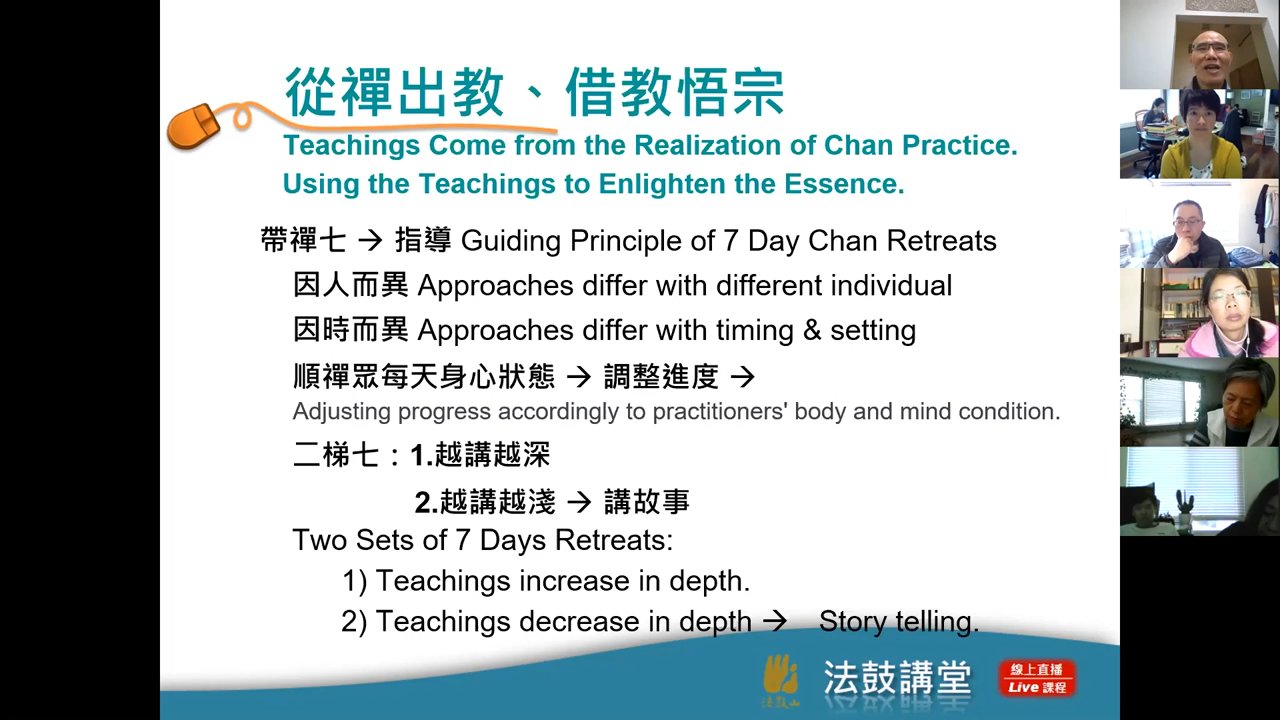 從禪出教、借教悟宗
Teachings Come from the Realization of Chan Practice.
Using the Teachings to Enlighten the Essence.
帶禪七 → 指導 Guiding Principle of 7 Day Chan Retreats
因人而異 Approaches differ with different individual
因時而異 Approaches differ with timing & setting
順禪眾每天身心狀態 → 調整進度 →
Adjusting progress accordingly to practitioners' body and mind condition.
二梯七：1.越講越深
2.越講越淺 → 講故事
Two Sets of 7 Days Retreats:
1) Teachings increase in depth.
2) Teachings decrease in depth → Story telling.
法鼓山
法鼓講堂
線上直播
Live 課程